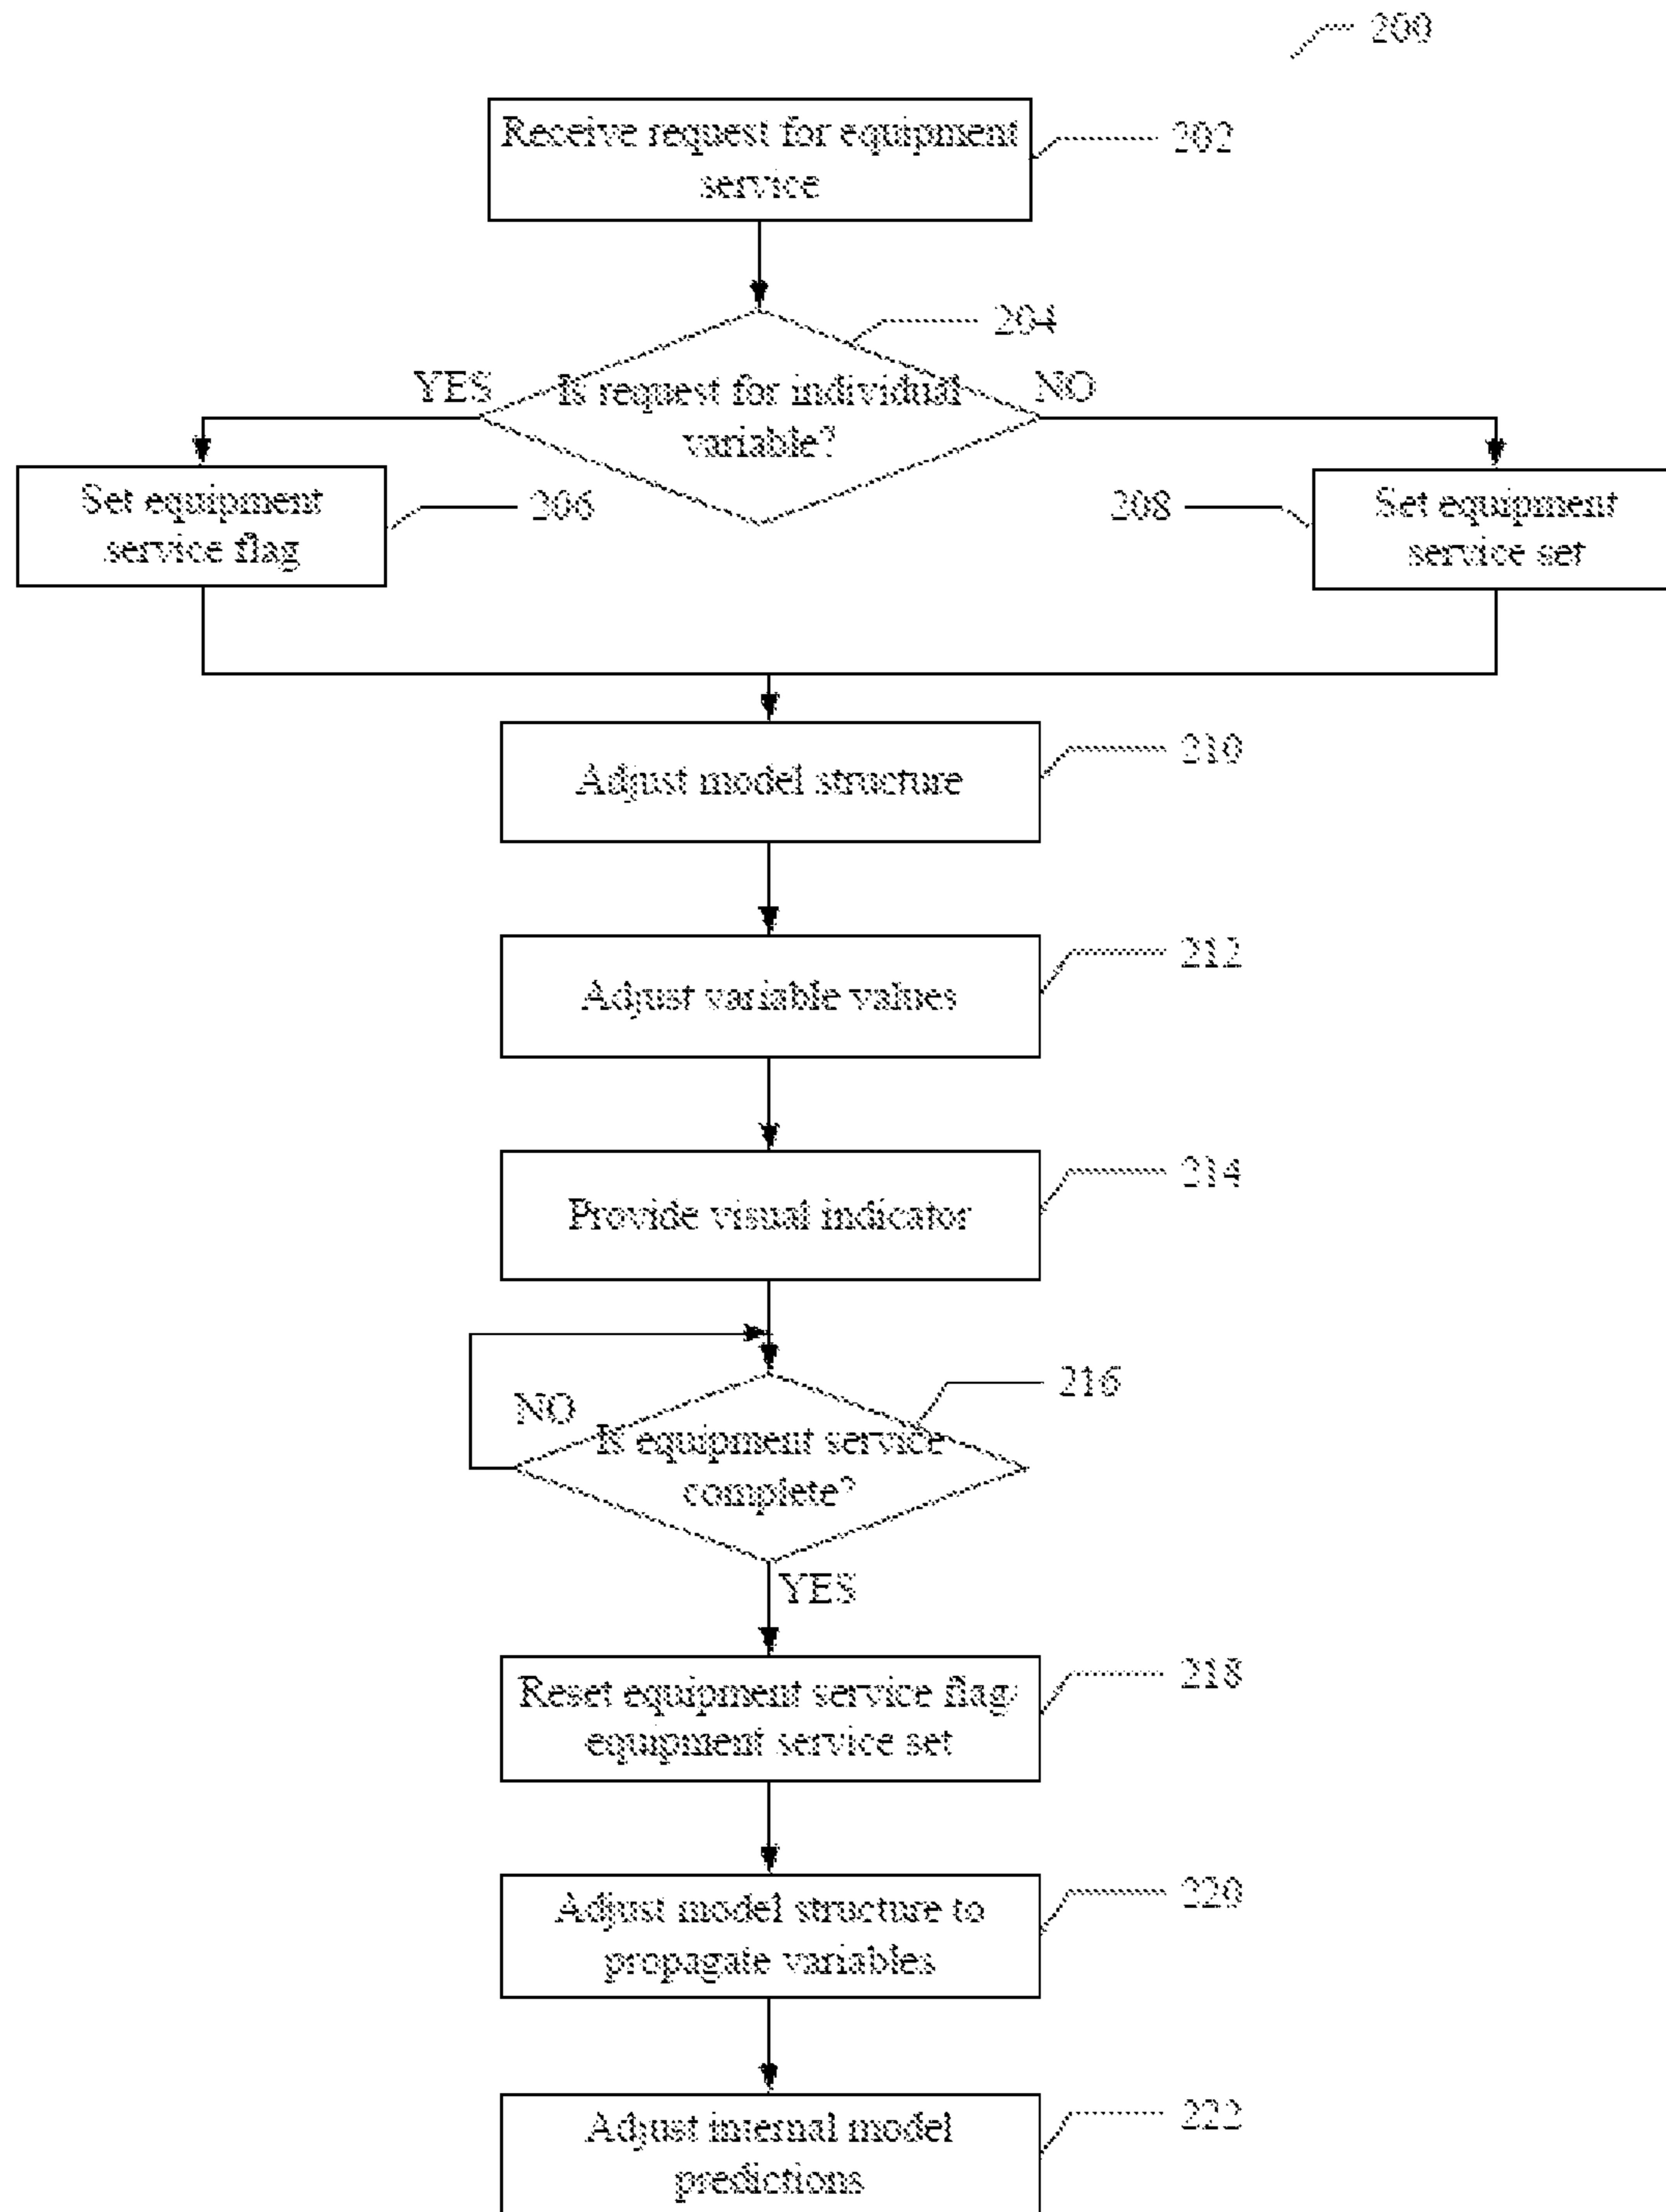 200
Receive request for equipment
service
202
204
YES
Is request for individual
variable?
NO
Set equipment
service flag
206
208
Set equipment
service set
Adjust model structure
210
Adjust variable values
212
Provide visual indicator
214
216
NO
Is equipment service
complete?
YES
Reset equipment service flag/
equipment service set
218
Adjust model structure to
propagate variables
220
Adjust internal model
predictions
222